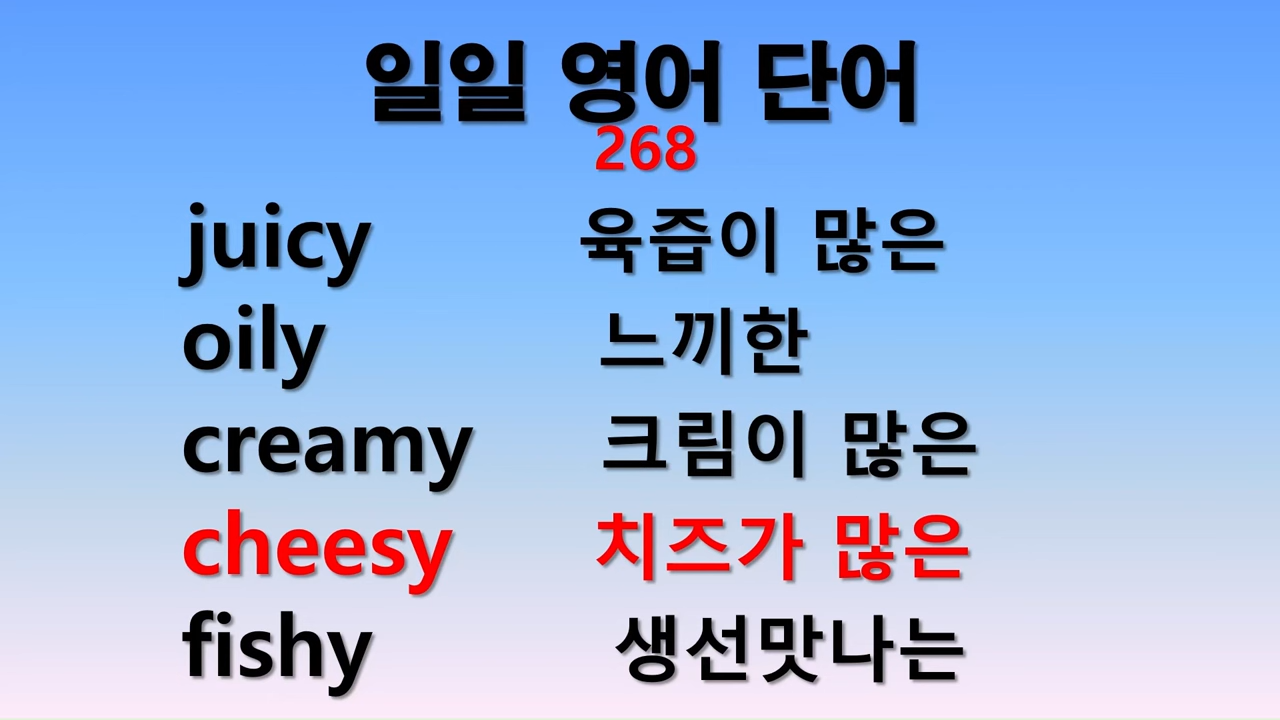 일일 영어 단어
268
juicy 육즙이 많은
oily 느끼한
creamy 크림이 많은
cheesy 치즈가 많은
fishy 생선맛나는